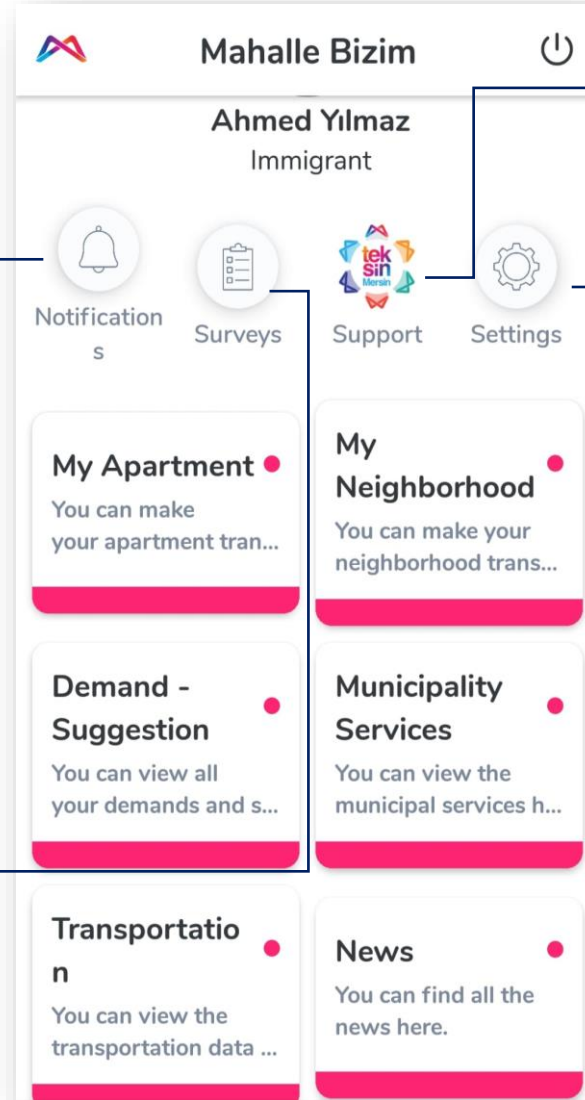 Mahalle Bizim
Ahmed Yılmaz
Immigrant
tek
sin
Mersin
Notification
s
Surveys
Support
Settings
My Apartment
You can make
your apartment tran...
My
Neighborhood
You can make your
neighborhood trans...
Demand -
Suggestion
You can view all
your demands and s...
Municipality
Services
You can view the
municipal services h...
Transportatio
n
You can view the
transportation data ...
News
You can find all the
news here.